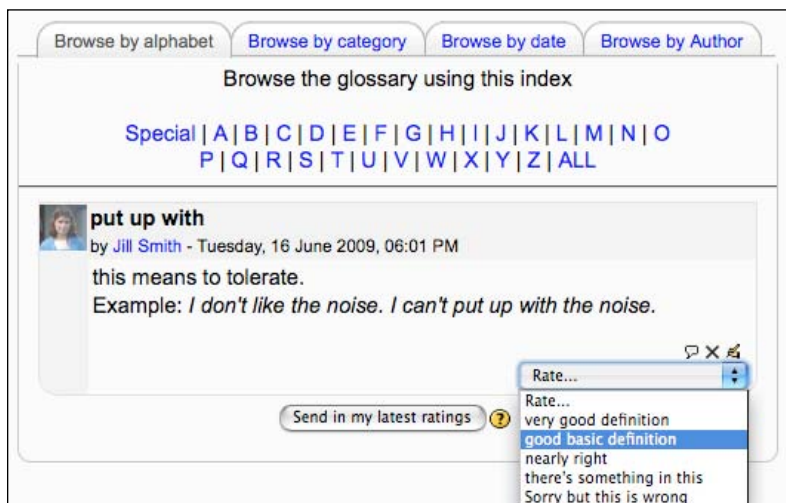 Browse by alphabet Browse by category Browse by date Browse by Author
Browse the glossary using this index
Special | A | B | C | D | E | F | G | H | I | J | K | L | M | N | O
P | Q | R | S | T | U | V | W | X | Y | Z | ALL
put up with
by Jill Smith - Tuesday, 16 June 2009, 06:01 PM
this means to tolerate.
Example: I don't like the noise. I can't put up with the noise.
Rate...
Send in my latest ratings ?
Rate...
very good definition
good basic definition
nearly right
there's something in this
Sorry but this is wrong